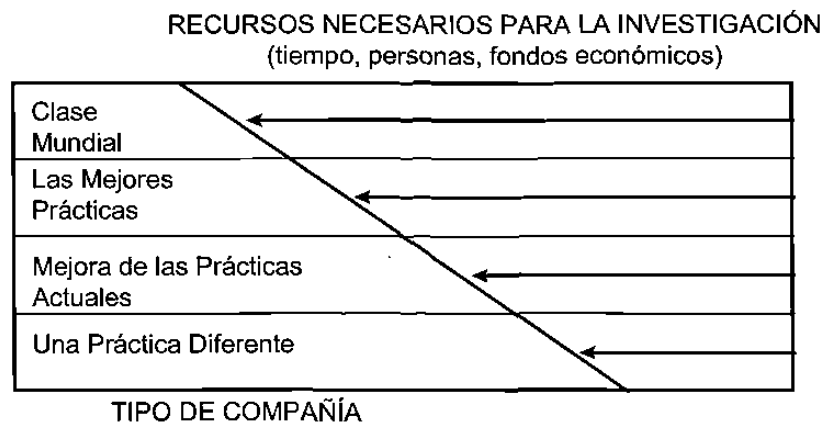 RECURSOS NECESARIOS PARA LA INVESTIGACIÓN
(tiempo, personas, fondos económicos)
Clase
Mundial
Las Mejores
Prácticas
Mejora de las Prácticas
Actuales
Una Práctica Diferente
TIPO DE COMPAÑÍA